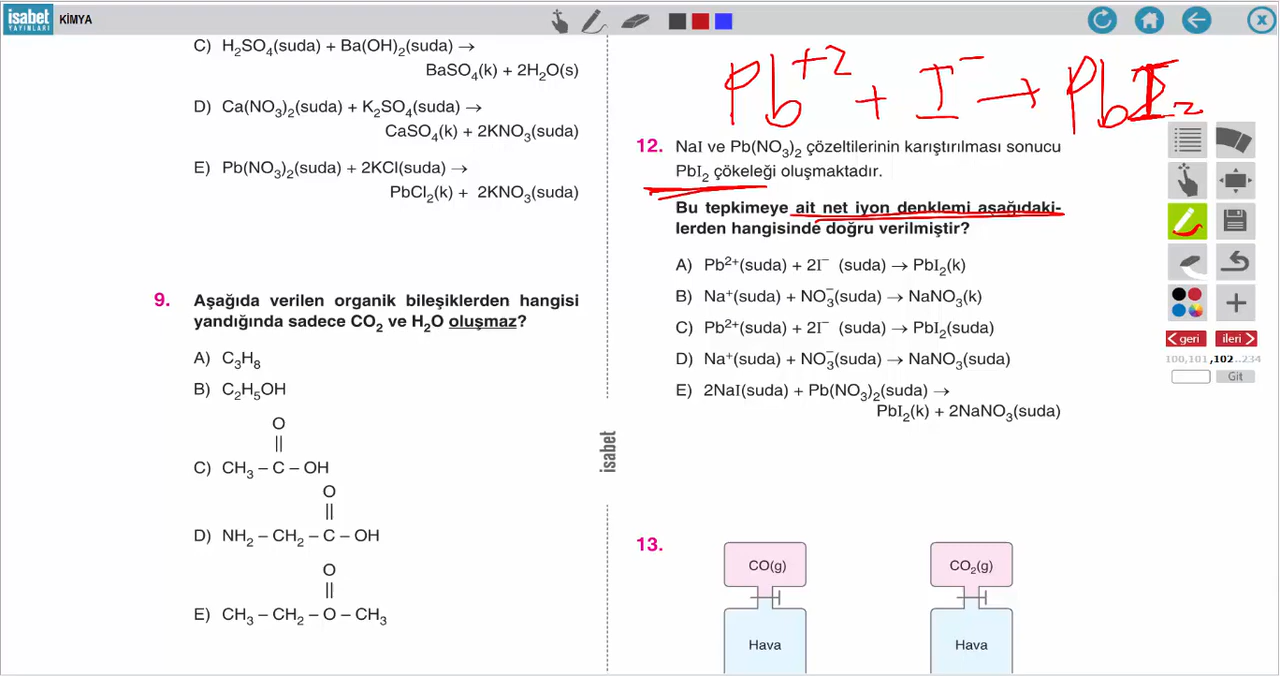 isabet
YAYINLARI
KİMYA
C) H₂SO₄(suda) + Ba(OH)₂(suda) →
BaSO₄(k) + 2H₂O(s)
D) Ca(NO₃)₂(suda) + K₂SO₄(suda) →
CaSO₄(k) + 2KNO₃(suda)
E) Pb(NO₃)₂(suda) + 2KCl(suda) →
PbCl₂(k) + 2KNO₃(suda)
9. Aşağıda verilen organik bileşiklerden hangisi
yandığında sadece CO₂ ve H₂O oluşmaz?
A) C₃H₈
B) C₂H₅OH
O
||
C) CH₃ – C – OH
O
||
D) NH₂ – CH₂ – C – OH
O
||
E) CH₃ – CH₂ – O – CH₃
isabet
Pb⁺² + I⁻ → PbI₂
12. NaI ve Pb(NO₃)₂ çözeltilerinin karıştırılması sonucu
PbI₂ çökeleği oluşmaktadır.
Bu tepkimeye ait net iyon denklemi aşağıdaki-
lerden hangisinde doğru verilmiştir?
A) Pb²⁺(suda) + 2I⁻ (suda) → PbI₂(k)
B) Na⁺(suda) + NO₃⁻(suda) → NaNO₃(k)
C) Pb²⁺(suda) + 2I⁻ (suda) → PbI₂(suda)
D) Na⁺(suda) + NO₃⁻(suda) → NaNO₃(suda)
E) 2NaI(suda) + Pb(NO₃)₂(suda) →
PbI₂(k) + 2NaNO₃(suda)
13.
CO(g) CO₂(g)
Hava Hava
geri ileri
100,101,102..234
Git